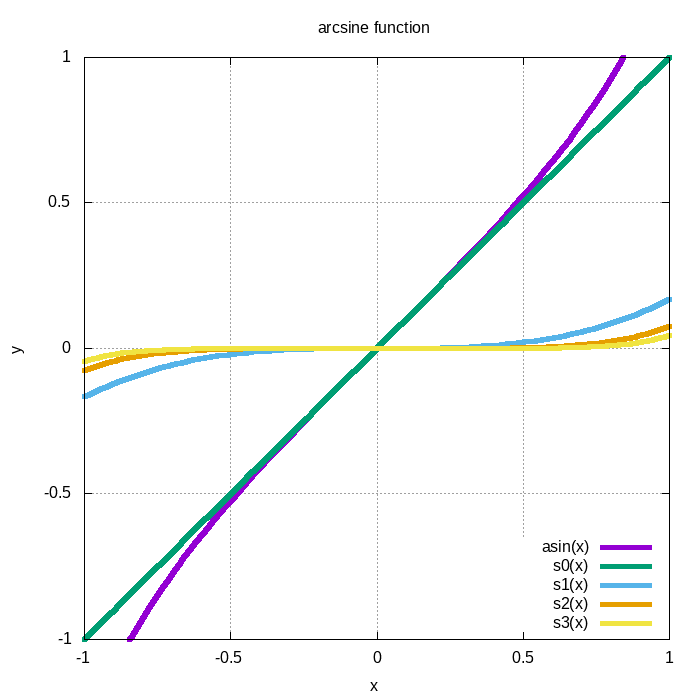 arcsine function
1
0.5
0
-0.5
-1
y
-1 -0.5 0 0.5 1
x
asin(x)
s0(x)
s1(x)
s2(x)
s3(x)